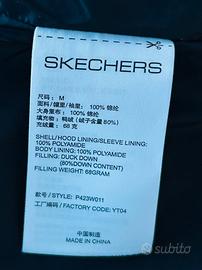 SKECHERS
尺码：M
面料/帽里/袖里：100% 锦纶
大身里布：100% 锦纶
填充物：鸭绒（绒子含量80%）
充绒量：68 克
SHELL/HOOD LINING/SLEEVE LINING:
100% POLYAMIDE
BODY LINING: 100% POLYAMIDE
FILLING: DUCK DOWN
(80%DOWN CONTENT)
FILLING WEIGHT: 68GRAM
款号/STYLE: P423W011
工厂编码/ FACTORY CODE: YT04
中国制造
MADE IN CHINA
subito